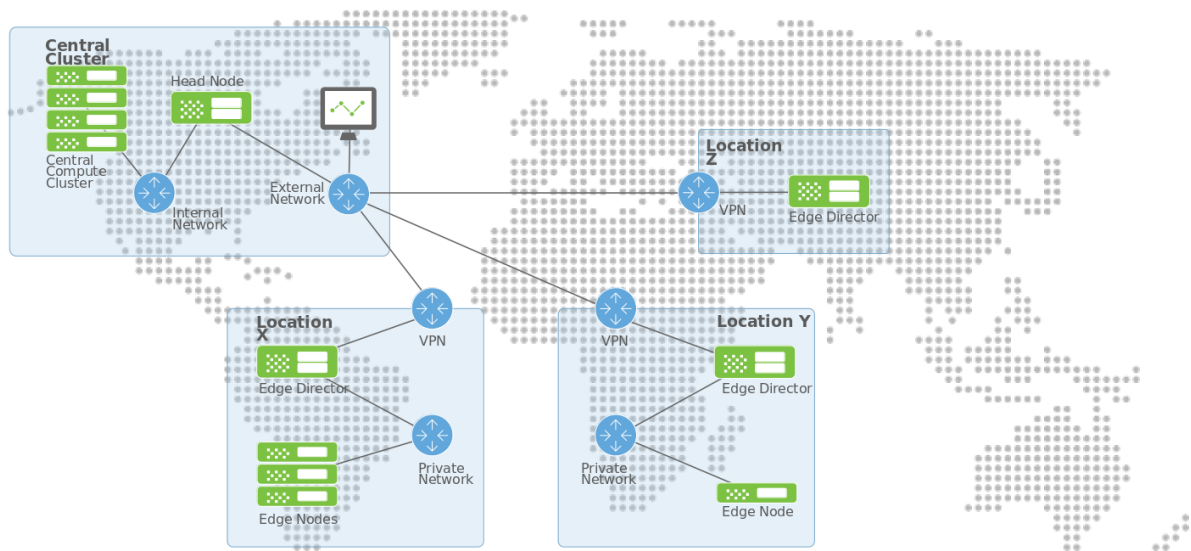 Central
Cluster
Head Node
Central
Compute
Cluster
Internal
Network
External
Network
Location
Z
VPN
Edge Director
Location
X
VPN
Edge Director
Private
Network
Edge Nodes
Location Y
VPN
Edge Director
Private
Network
Edge Node